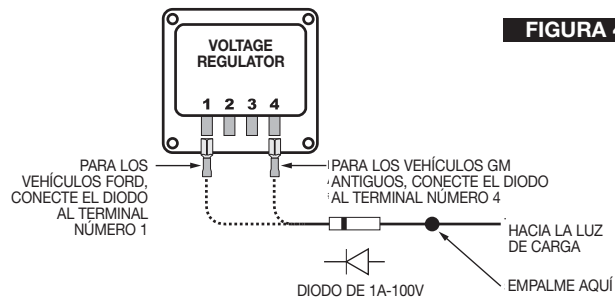 FIGURA 4
VOLTAGE
REGULATOR
1 2 3 4
PARA LOS
VEHÍCULOS FORD,
CONECTE EL DIODO
AL TERMINAL
NÚMERO 1
PARA LOS VEHÍCULOS GM
ANTIGUOS, CONECTE EL DIODO
AL TERMINAL NÚMERO 4
HACIA LA LUZ
DE CARGA
EMPALME AQUÍ
DIODO DE 1A-100V